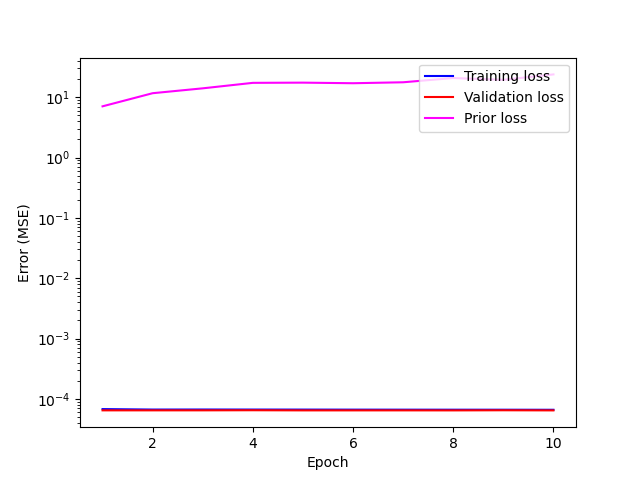 Training loss
Validation loss
Prior loss
10¹
10⁰
10⁻¹
10⁻²
10⁻³
10⁻⁴
Error (MSE)
2 4 6 8 10
Epoch